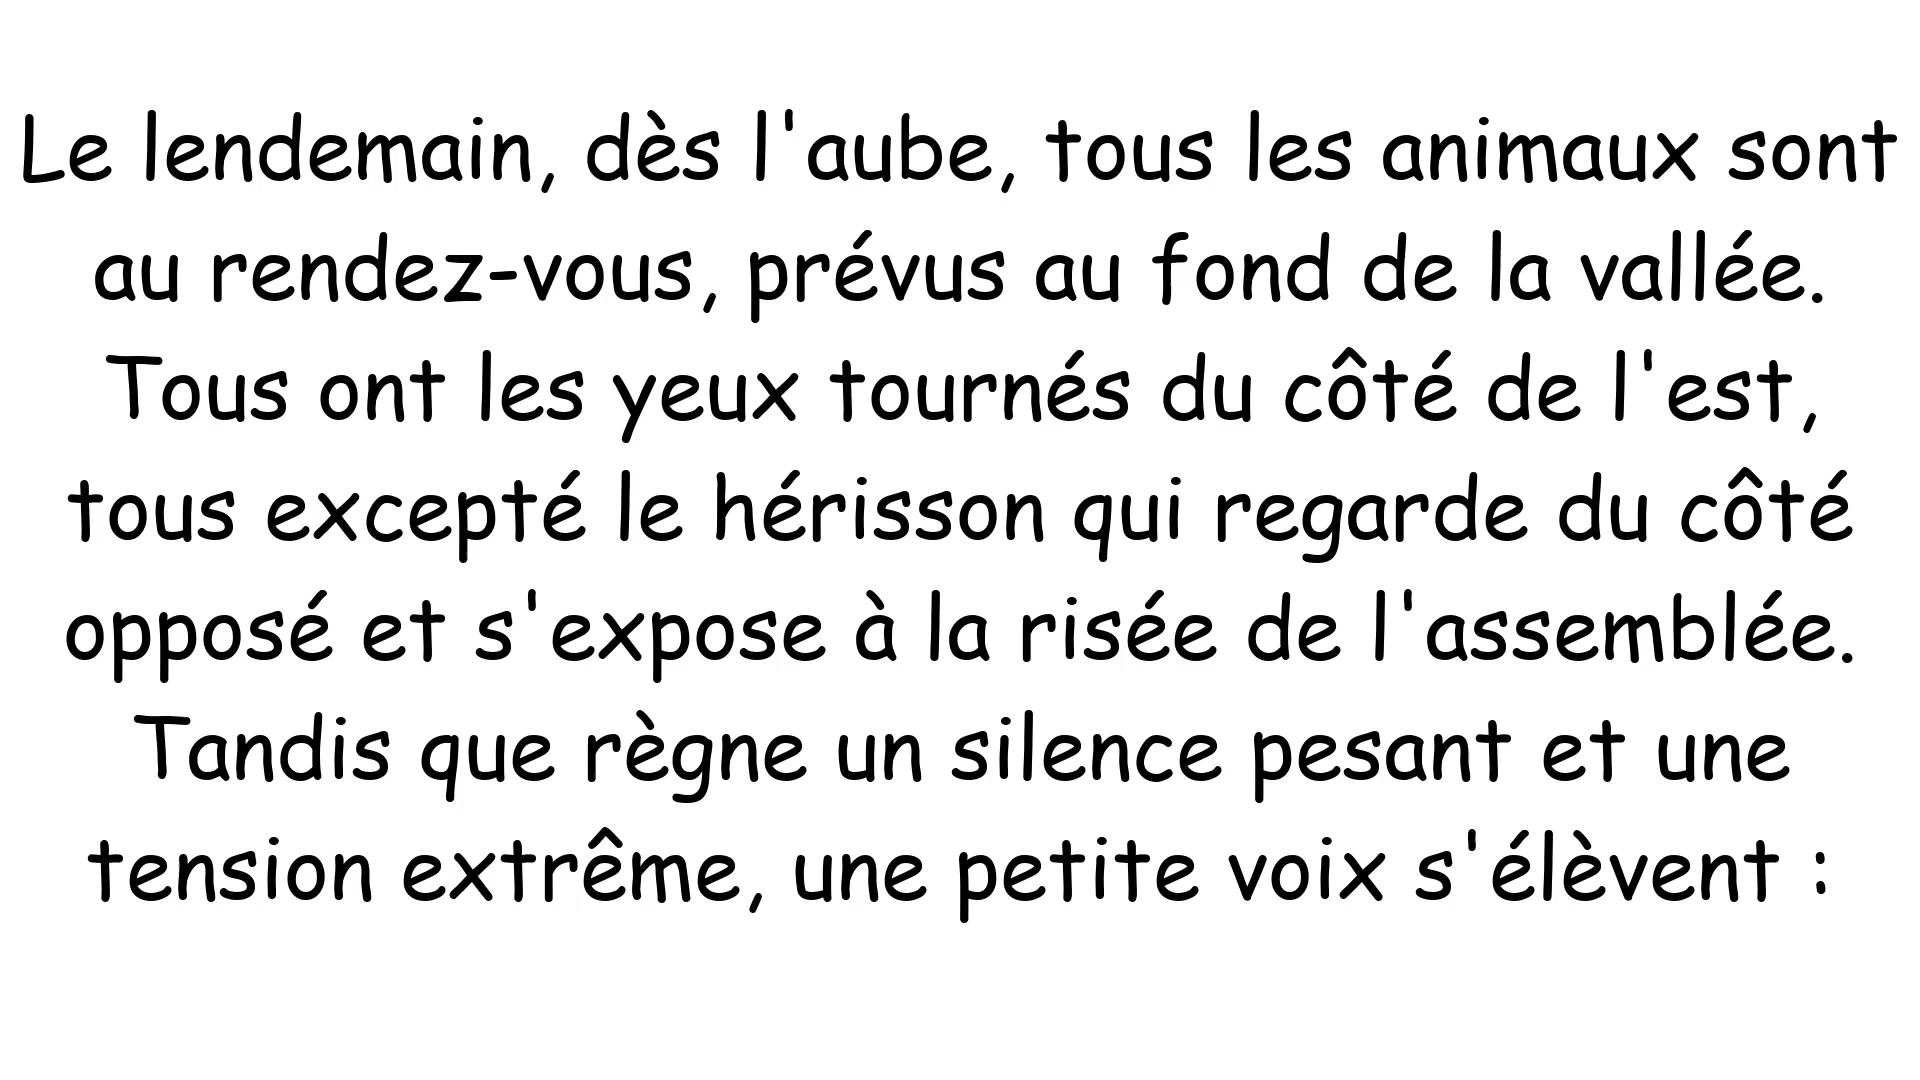 Le lendemain, dès l'aube, tous les animaux sont
au rendez-vous, prévus au fond de la vallée.
Tous ont les yeux tournés du côté de l'est,
tous excepté le hérisson qui regarde du côté
opposé et s'expose à la risée de l'assemblée.
Tandis que règne un silence pesant et une
tension extrême, une petite voix s'élèvent :